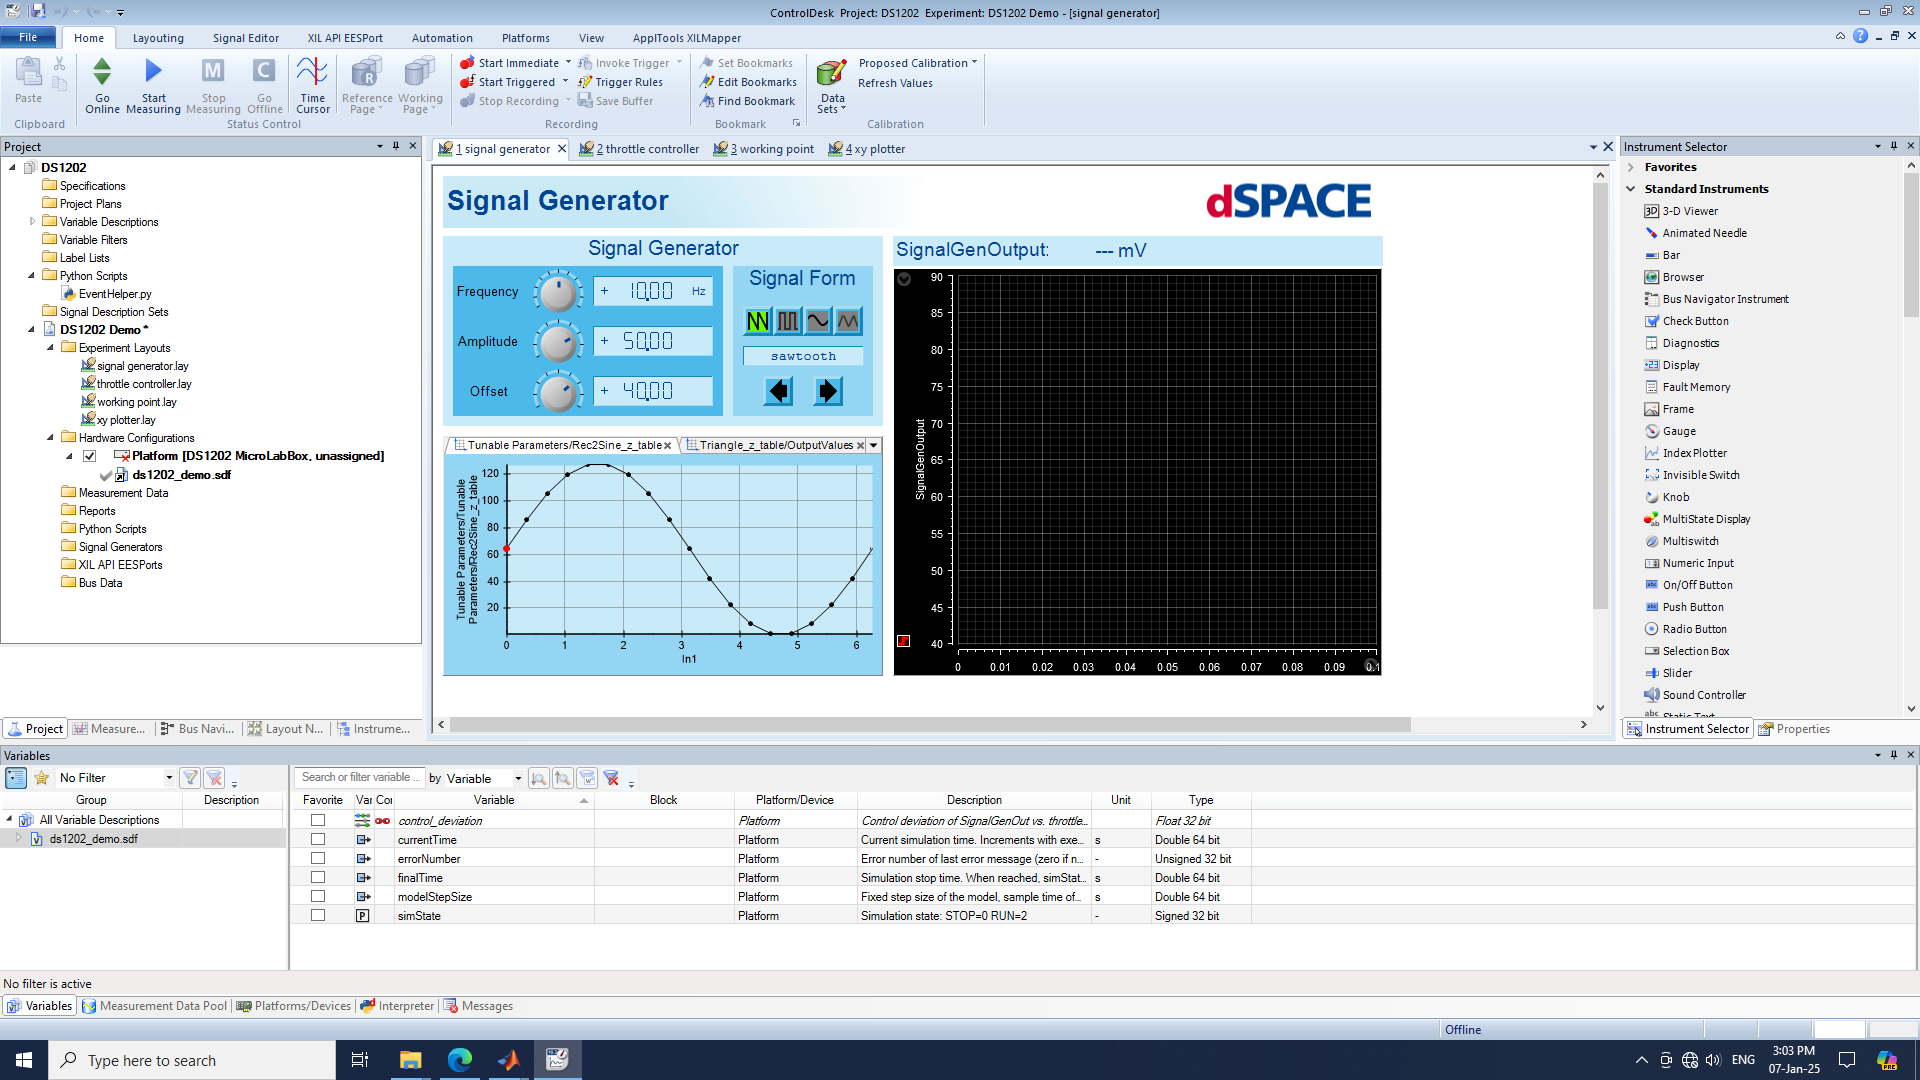 ControlDesk Project: DS1202 Experiment: DS1202 Demo - [signal generator]
File Home Layouting Signal Editor XIL API EESPort Automation Platforms View ApplTools XILMapper
Paste
Clipboard
Go Online
Start Measuring
Stop Measuring
Go Offline
Status Control
Time Cursor
Reference Page
Working Page
Start Immediate
Start Triggered
Stop Recording
Invoke Trigger
Trigger Rules
Save Buffer
Recording
Set Bookmarks
Edit Bookmarks
Find Bookmark
Bookmark
Data Sets
Proposed Calibration
Refresh Values
Calibration
Project
DS1202
Specifications
Project Plans
Variable Descriptions
Variable Filters
Label Lists
Python Scripts
EventHelper.py
Signal Description Sets
DS1202 Demo *
Experiment Layouts
signal generator.lay
throttle controller.lay
working point.lay
xy plotter.lay
Hardware Configurations
Platform [DS1202 MicroLabBox, unassigned]
ds1202_demo.sdf
Measurement Data
Reports
Python Scripts
Signal Generators
XIL API EESPorts
Bus Data
Project Measure... Bus Navi... Layout N... Instrume...
1 signal generator 2 throttle controller 3 working point 4 xy plotter
Signal Generator
dSPACE
Signal Generator
Frequency + 10.00 Hz
Amplitude + 50.00
Offset + 40.00
Signal Form
sawtooth
Tunable Parameters/Rec2Sine_z_table Triangle_z_table/OutputValues
Tunable Parameters/Tunable
Parameters/Rec2Sine_z_table
120
100
80
60
40
20
0 1 2 3 4 5 6
In1
SignalGenOutput: --- mV
SignalGenOutput
90
85
80
75
70
65
60
55
50
45
40
0 0.01 0.02 0.03 0.04 0.05 0.06 0.07 0.08 0.09 0.1
Instrument Selector
Favorites
Standard Instruments
3-D Viewer
Animated Needle
Bar
Browser
Bus Navigator Instrument
Check Button
Diagnostics
Display
Fault Memory
Frame
Gauge
Index Plotter
Invisible Switch
Knob
MultiState Display
Multiswitch
Numeric Input
On/Off Button
Push Button
Radio Button
Selection Box
Slider
Sound Controller
Static Text
Instrument Selector Properties
Variables
No Filter
Group Description
All Variable Descriptions
ds1202_demo.sdf
Search or filter variable ... by Variable
Favorite Var Cor Variable Block Platform/Device Description Unit Type
control_deviation Platform Control deviation of SignalGenOut vs. throttle... Float 32 bit
currentTime Platform Current simulation time. Increments with exe... s Double 64 bit
errorNumber Platform Error number of last error message (zero if n... - Unsigned 32 bit
finalTime Platform Simulation stop time. When reached, simStat... s Double 64 bit
modelStepSize Platform Fixed step size of the model, sample time of... s Double 64 bit
P simState Platform Simulation state: STOP=0 RUN=2 - Signed 32 bit
No filter is active
Variables Measurement Data Pool Platforms/Devices Interpreter Messages
Offline
Type here to search
ENG
3:03 PM
07-Jan-25